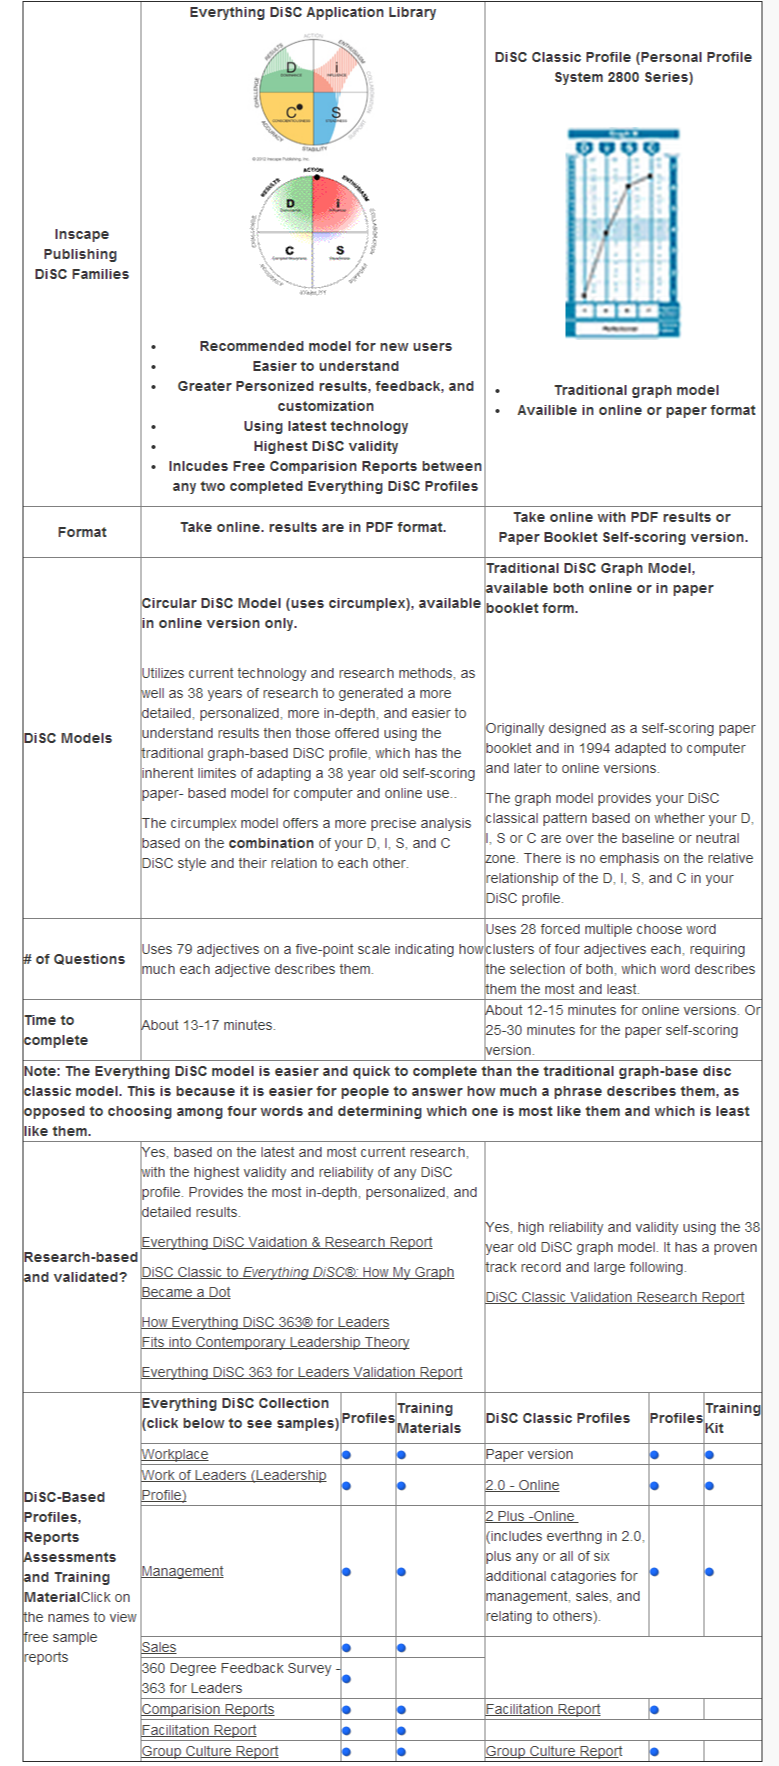 Everything DiSC Application Library
ACTION
RESULTS
ENTHUSIASM
CHALLENGE
COLLABORATION
D
i
DOMINANCE
INFLUENCE
C
S
CONSCIENTIOUSNESS
STEADINESS
ACCURACY
SUPPORT
STABILITY
©2012 Inscape Publishing, Inc.
ACTION
RESULTS
ENTHUSIASM
CHALLENGE
COLLABORATION
D
i
C
S
ACCURACY
STABILITY
DiSC Classic Profile (Personal Profile
System 2800 Series)
D
i
S
C
Inscape
Publishing
DiSC Families
• Recommended model for new users
• Easier to understand
• Greater Personized results, feedback, and
customization
• Using latest technology
• Highest DiSC validity
• Inlcudes Free Comparision Reports between
any two completed Everything DiSC Profiles
• Traditional graph model
• Availible in online or paper format
Format
Take online. results are in PDF format.
Take online with PDF results or
Paper Booklet Self-scoring version.
DiSC Models
Circular DiSC Model (uses circumplex), available
in online version only.
Utilizes current technology and research methods, as
well as 38 years of research to generated a more
detailed, personalized, more in-depth, and easier to
understand results then those offered using the
traditional graph-based DiSC profile, which has the
inherent limites of adapting a 38 year old self-scoring
paper- based model for computer and online use..
The circumplex model offers a more precise analysis
based on the combination of your D, I, S, and C
DiSC style and their relation to each other.
Traditional DiSC Graph Model,
available both online or in paper
booklet form.
Originally designed as a self-scoring paper
booklet and in 1994 adapted to computer
and later to online versions.
The graph model provides your DiSC
classical pattern based on whether your D,
I, S or C are over the baseline or neutral
zone. There is no emphasis on the relative
relationship of the D, I, S, and C in your
DiSC profile.
# of Questions
Uses 79 adjectives on a five-point scale indicating how
much each adjective describes them.
Uses 28 forced multiple choose word
clusters of four adjectives each, requiring
the selection of both, which word describes
them the most and least.
Time to
complete
About 13-17 minutes.
About 12-15 minutes for online versions. Or
25-30 minutes for the paper self-scoring
version.
Note: The Everything DiSC model is easier and quick to complete than the traditional graph-base disc
classic model. This is because it is easier for people to answer how much a phrase describes them, as
opposed to choosing among four words and determining which one is most like them and which is least
like them.
Research-based
and validated?
Yes, based on the latest and most current research,
with the highest validity and reliability of any DiSC
profile. Provides the most in-depth, personalized, and
detailed results.
Everything DiSC Vaidation & Research Report
DiSC Classic to Everything DiSC®: How My Graph
Became a Dot
How Everything DiSC 363® for Leaders
Fits into Contemporary Leadership Theory
Everything DiSC 363 for Leaders Validation Report
Yes, high reliability and validity using the 38
year old DiSC graph model. It has a proven
track record and large following.
DiSC Classic Validation Research Report
DiSC-Based
Profiles,
Reports
Assessments
and Training
MaterialClick on
the names to view
free sample
reports
Everything DiSC Collection
(click below to see samples)
Profiles
Training
Materials
DiSC Classic Profiles
Profiles
Training
Kit
Workplace
Paper version
Work of Leaders (Leadership
Profile)
2.0 - Online
Management
2 Plus -Online
(includes everthng in 2.0,
plus any or all of six
additional catagories for
management, sales, and
relating to others).
Sales
360 Degree Feedback Survey -
363 for Leaders
Comparision Reports
Facilitation Report
Facilitation Report
Group Culture Report
Group Culture Report